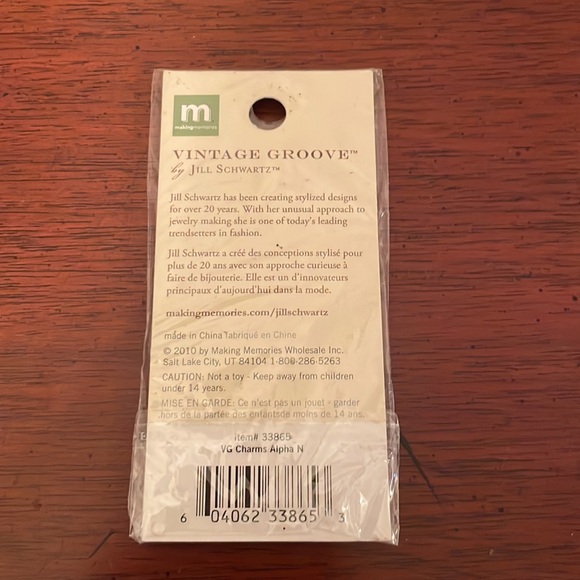 m
makingmemories
VINTAGE GROOVE™
by JILL SCHWARTZ™
Jill Schwartz has been creating stylized designs
for over 20 years. With her unusual approach to
jewelry making she is one of today's leading
trendsetters in fashion.
Jill Schwartz a créé des conceptions stylisé pour
plus de 20 ans avec son approche curieuse à
faire de bijouterie. Elle est un d'innovateurs
principaux d'aujourd'hui dans la mode.
makingmemories.com/jillschwartz
made in China fabriqué en Chine
© 2010 by Making Memories Wholesale Inc.
Salt Lake City, UT 84104 1-800-286-5263
CAUTION: Not a toy - Keep away from children
under 14 years.
MISE EN GARDE: Ce n'est pas un jouet - garder
hors de la partée des enfantsde moins de 14 ans.
Item# 33865
VG Charms Alpha N
6 04062 33865 3